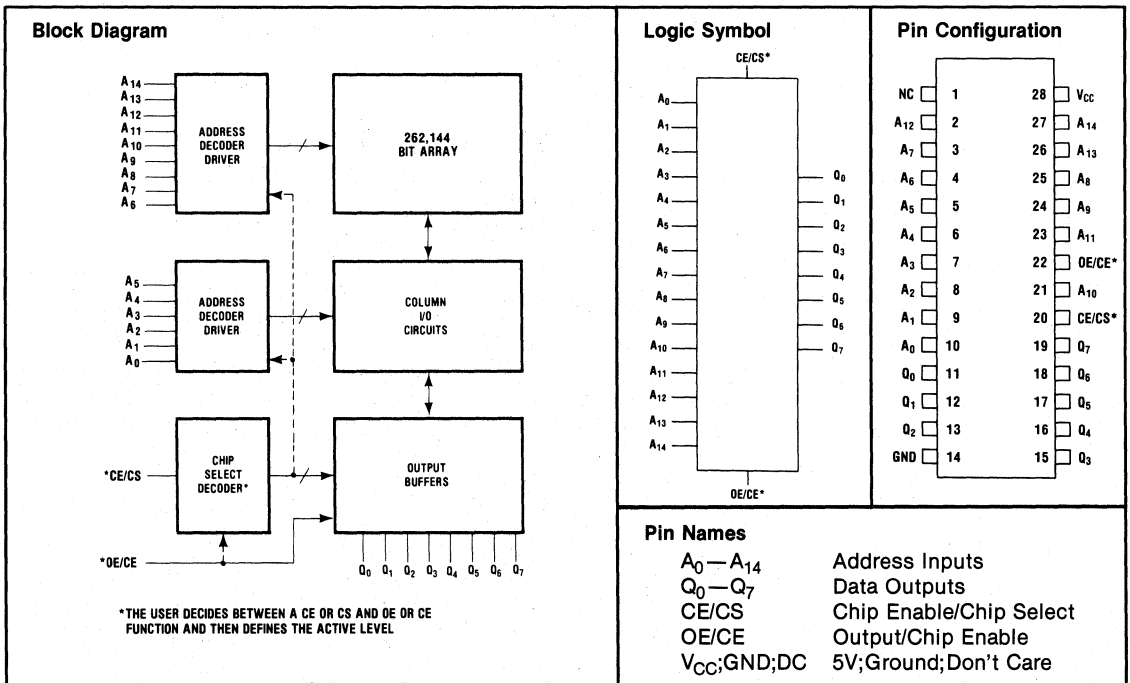 Block Diagram
A14
A13
A12
A11
A10
A9
A8
A7
A6
ADDRESS
DECODER
DRIVER
262,144
BIT ARRAY
A5
A4
A3
A2
A1
A0
ADDRESS
DECODER
DRIVER
COLUMN
I/O
CIRCUITS
*CE/CS
CHIP
SELECT
DECODER*
OUTPUT
BUFFERS
*OE/CE
Q0 Q1 Q2 Q3 Q4 Q5 Q6 Q7
*THE USER DECIDES BETWEEN A CE OR CS AND OE OR CE
FUNCTION AND THEN DEFINES THE ACTIVE LEVEL
Logic Symbol
CE/CS*
A0
A1
A2
A3
A4
A5
A6
A7
A8
A9
A10
A11
A12
A13
A14
Q0
Q1
Q2
Q3
Q4
Q5
Q6
Q7
OE/CE*
Pin Configuration
NC 1 28 VCC
A12 2 27 A14
A7 3 26 A13
A6 4 25 A8
A5 5 24 A9
A4 6 23 A11
A3 7 22 OE/CE*
A2 8 21 A10
A1 9 20 CE/CS*
A0 10 19 Q7
Q0 11 18 Q6
Q1 12 17 Q5
Q2 13 16 Q4
GND 14 15 Q3
Pin Names
A0—A14 Address Inputs
Q0—Q7 Data Outputs
CE/CS Chip Enable/Chip Select
OE/CE Output/Chip Enable
VCC;GND;DC 5V;Ground;Don't Care